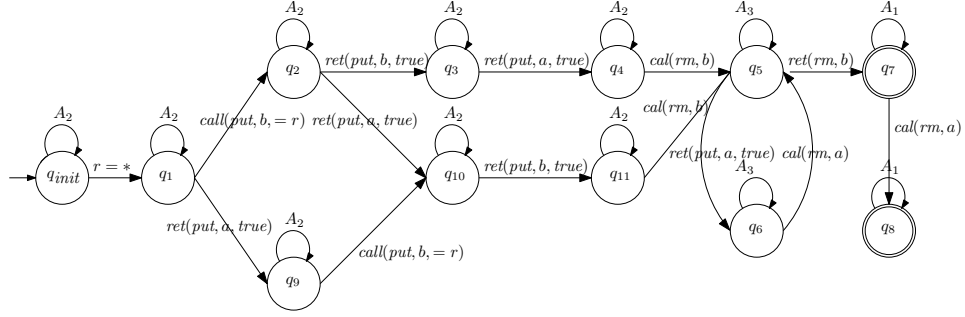 A₂ A₂ A₂ A₃ A₁
q₂ ret(put, b, true) q₃ ret(put, a, true) q₄ cal(rm, b) q₅ ret(rm, b) q₇
A₂ A₂ call(put, b, = r) ret(put, a, true) A₂ A₂ cal(rm, b) cal(rm, a)
q_init r = * q₁ q₁₀ ret(put, b, true) q₁₁ ret(put, a, true) cal(rm, a)
A₃ A₁
ret(put, a, true) A₂ q₆ q₈
q₉ call(put, b, = r)